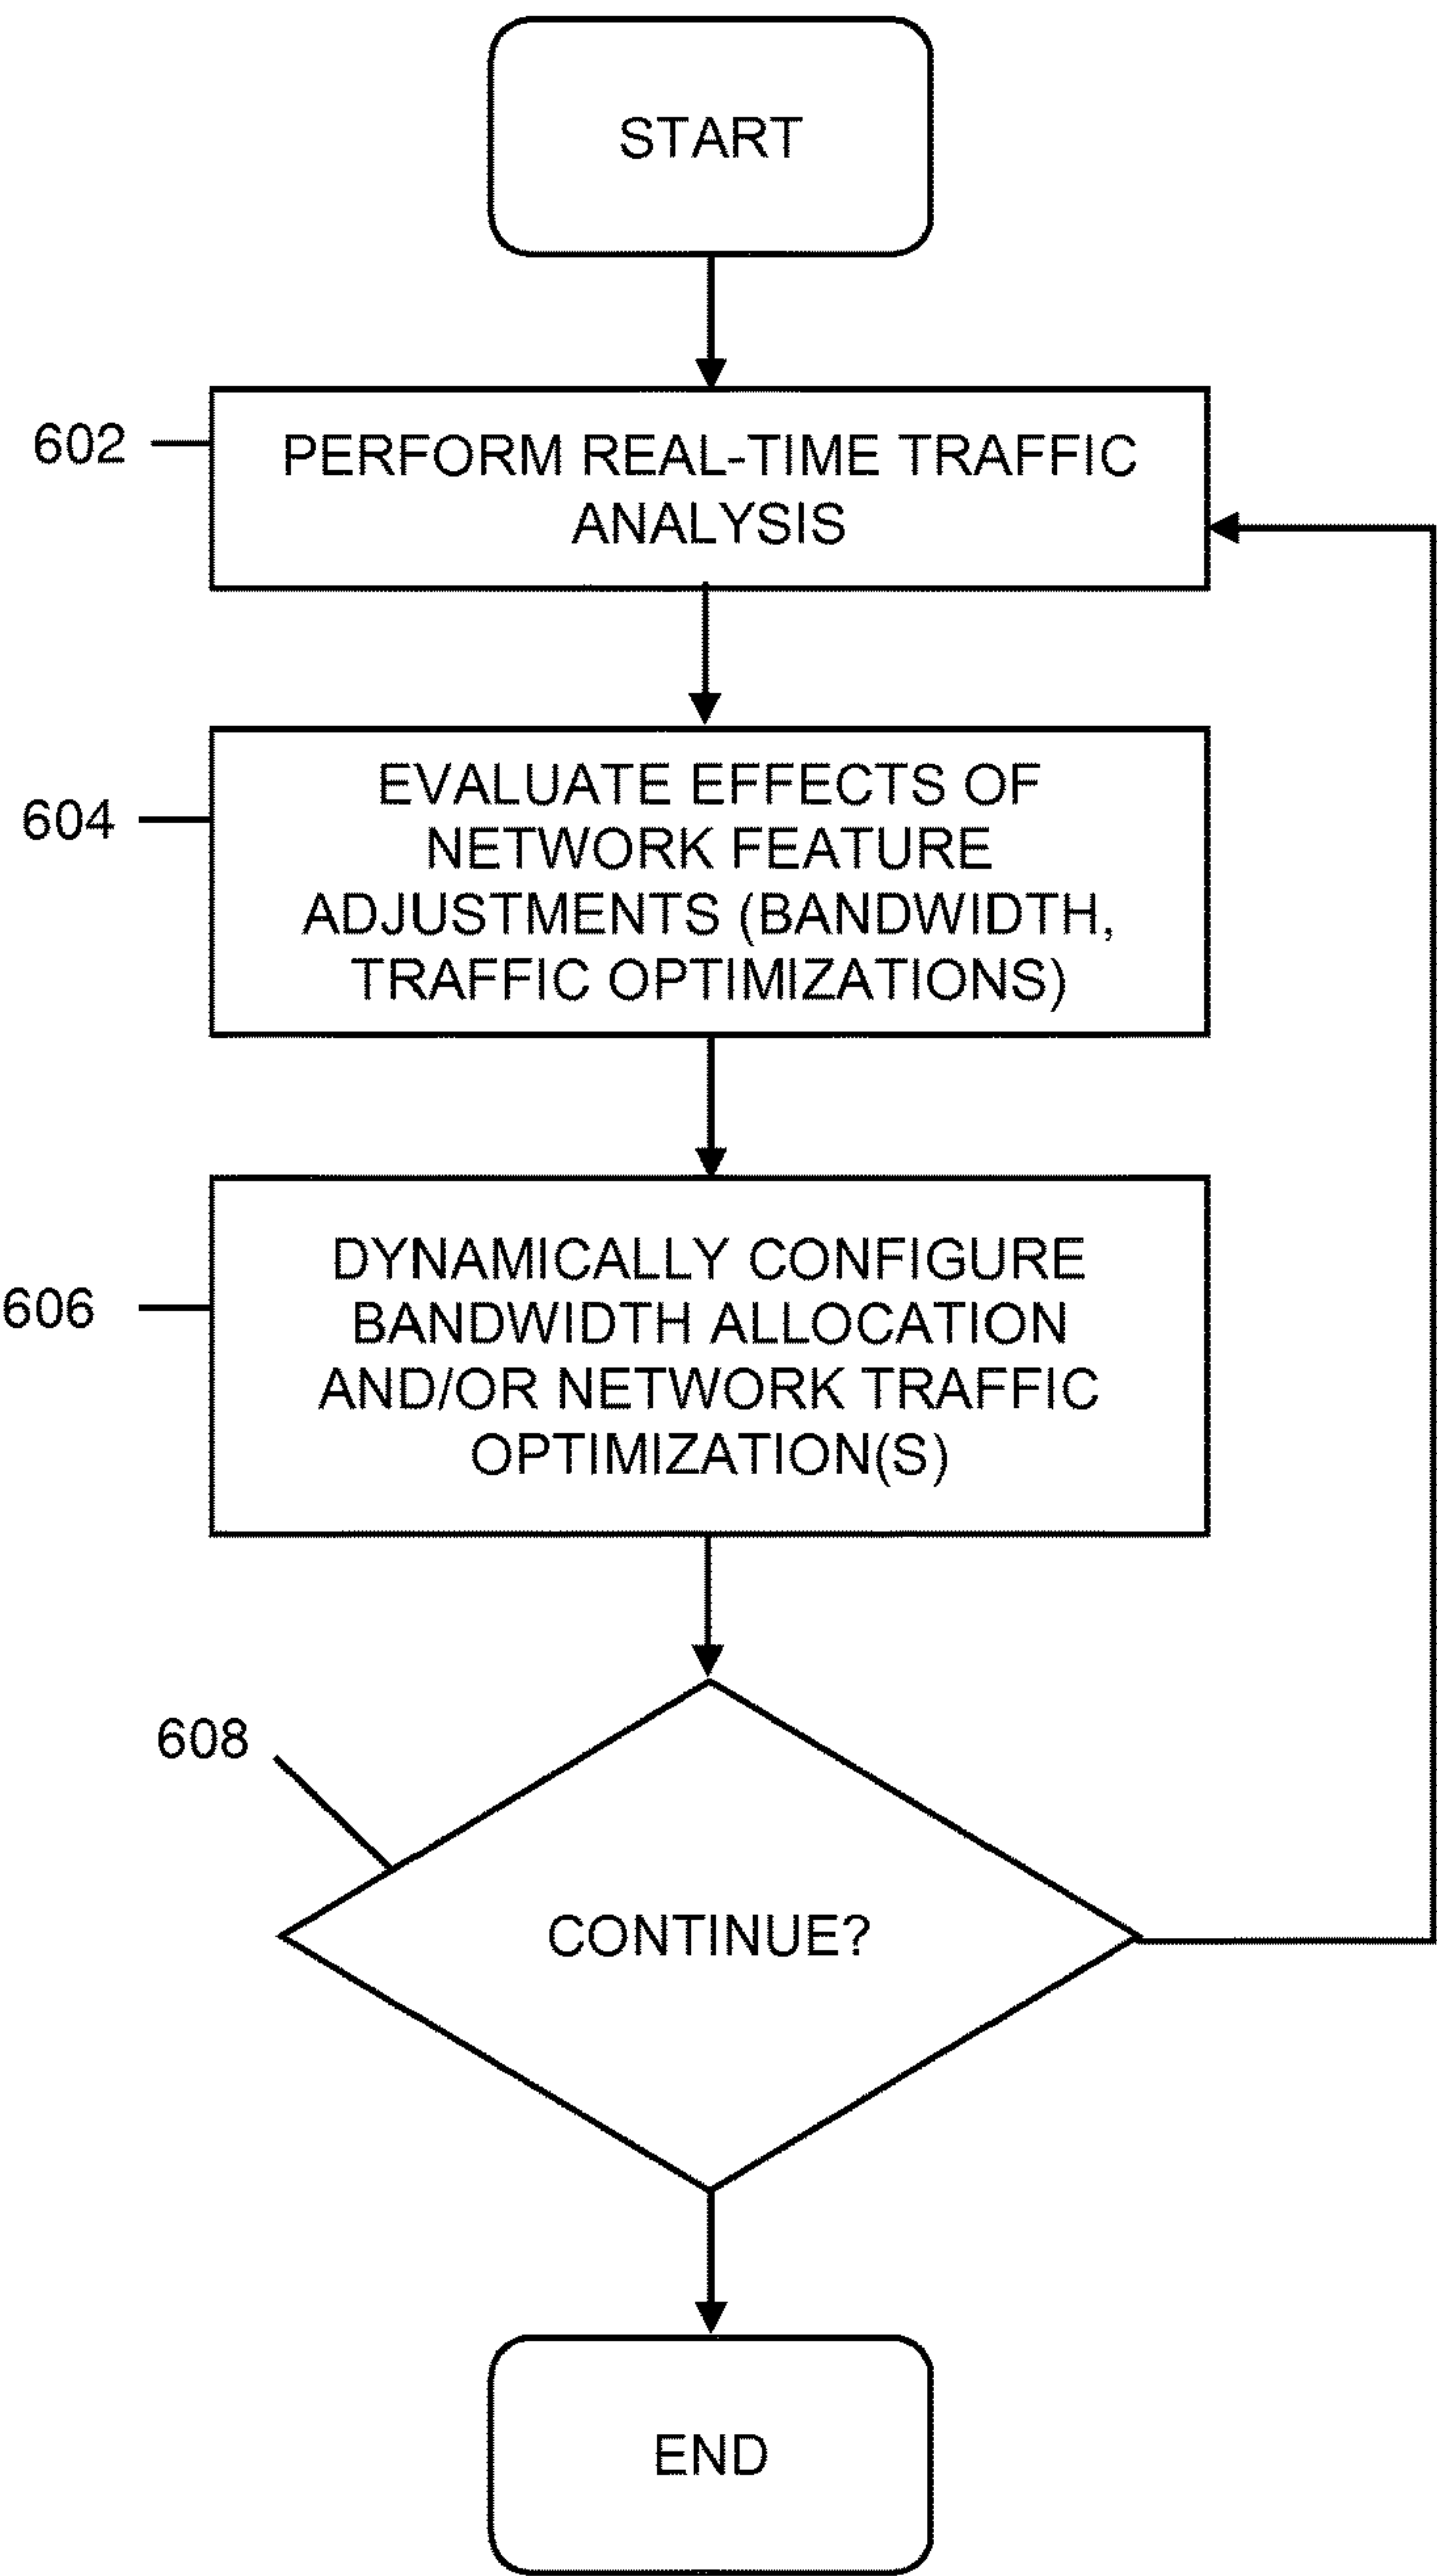 START
602
PERFORM REAL-TIME TRAFFIC
ANALYSIS
604
EVALUATE EFFECTS OF
NETWORK FEATURE
ADJUSTMENTS (BANDWIDTH,
TRAFFIC OPTIMIZATIONS)
606
DYNAMICALLY CONFIGURE
BANDWIDTH ALLOCATION
AND/OR NETWORK TRAFFIC
OPTIMIZATION(S)
608
CONTINUE?
END